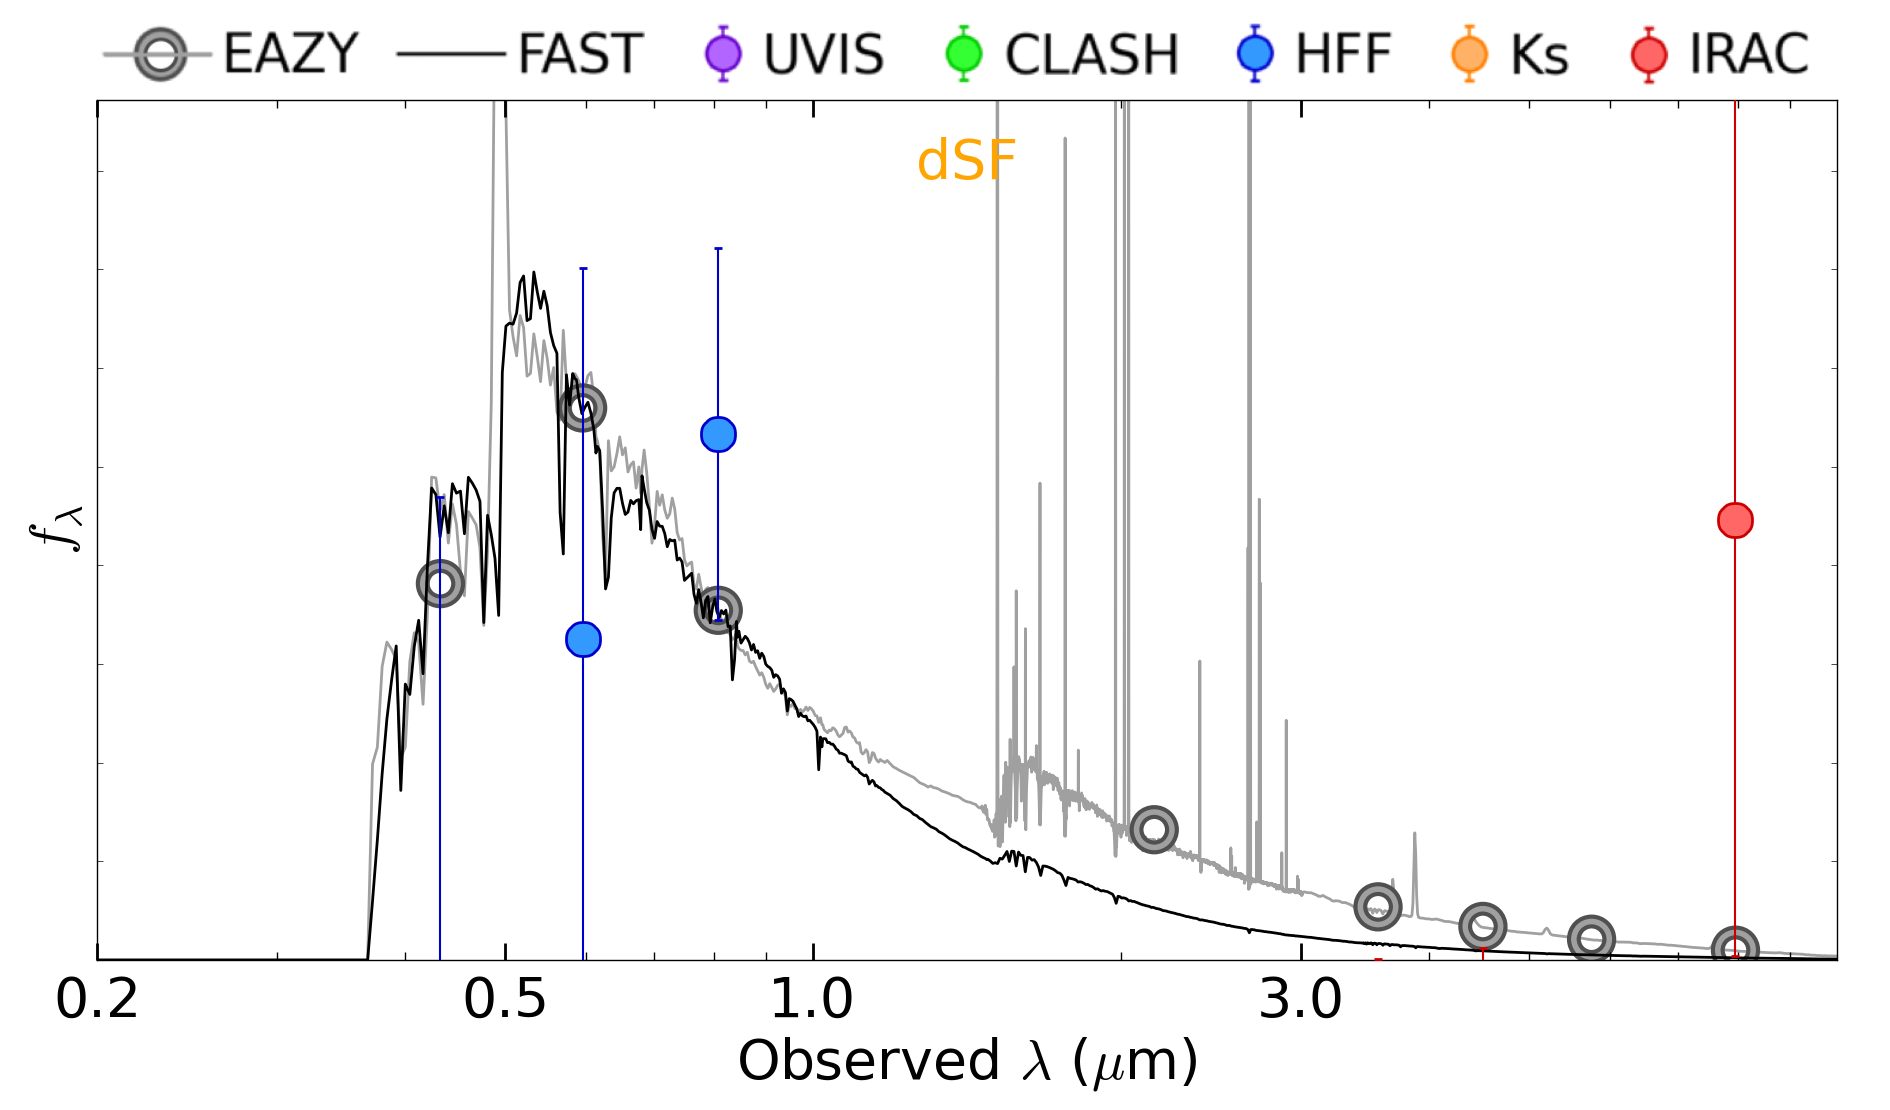 EAZY FAST UVIS CLASH HFF Ks IRAC
dSF
f_λ
0.2 0.5 1.0 3.0
Observed λ (μm)